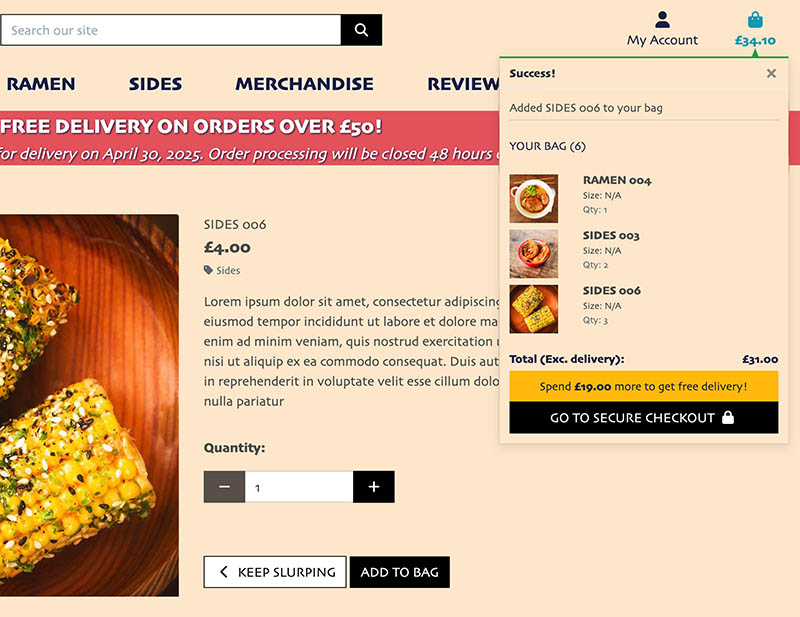 Search our site
My Account
£34.10
RAMEN
SIDES
MERCHANDISE
REVIEW
FREE DELIVERY ON ORDERS OVER £50!
for delivery on April 30, 2025. Order processing will be closed 48 hours
Success!
×
Added SIDES 006 to your bag
YOUR BAG (6)
RAMEN 004
Size: N/A
Qty: 1
SIDES 003
Size: N/A
Qty: 2
SIDES 006
Size: N/A
Qty: 3
Total (Exc. delivery): £31.00
Spend £19.00 more to get free delivery!
GO TO SECURE CHECKOUT
SIDES 006
£4.00
Sides
Lorem ipsum dolor sit amet, consectetur adipiscing
eiusmod tempor incididunt ut labore et dolore ma
enim ad minim veniam, quis nostrud exercitation
nisi ut aliquip ex ea commodo consequat. Duis aut
in reprehenderit in voluptate velit esse cillum dolo
nulla pariatur
Quantity:
− 1 +
KEEP SLURPING
ADD TO BAG